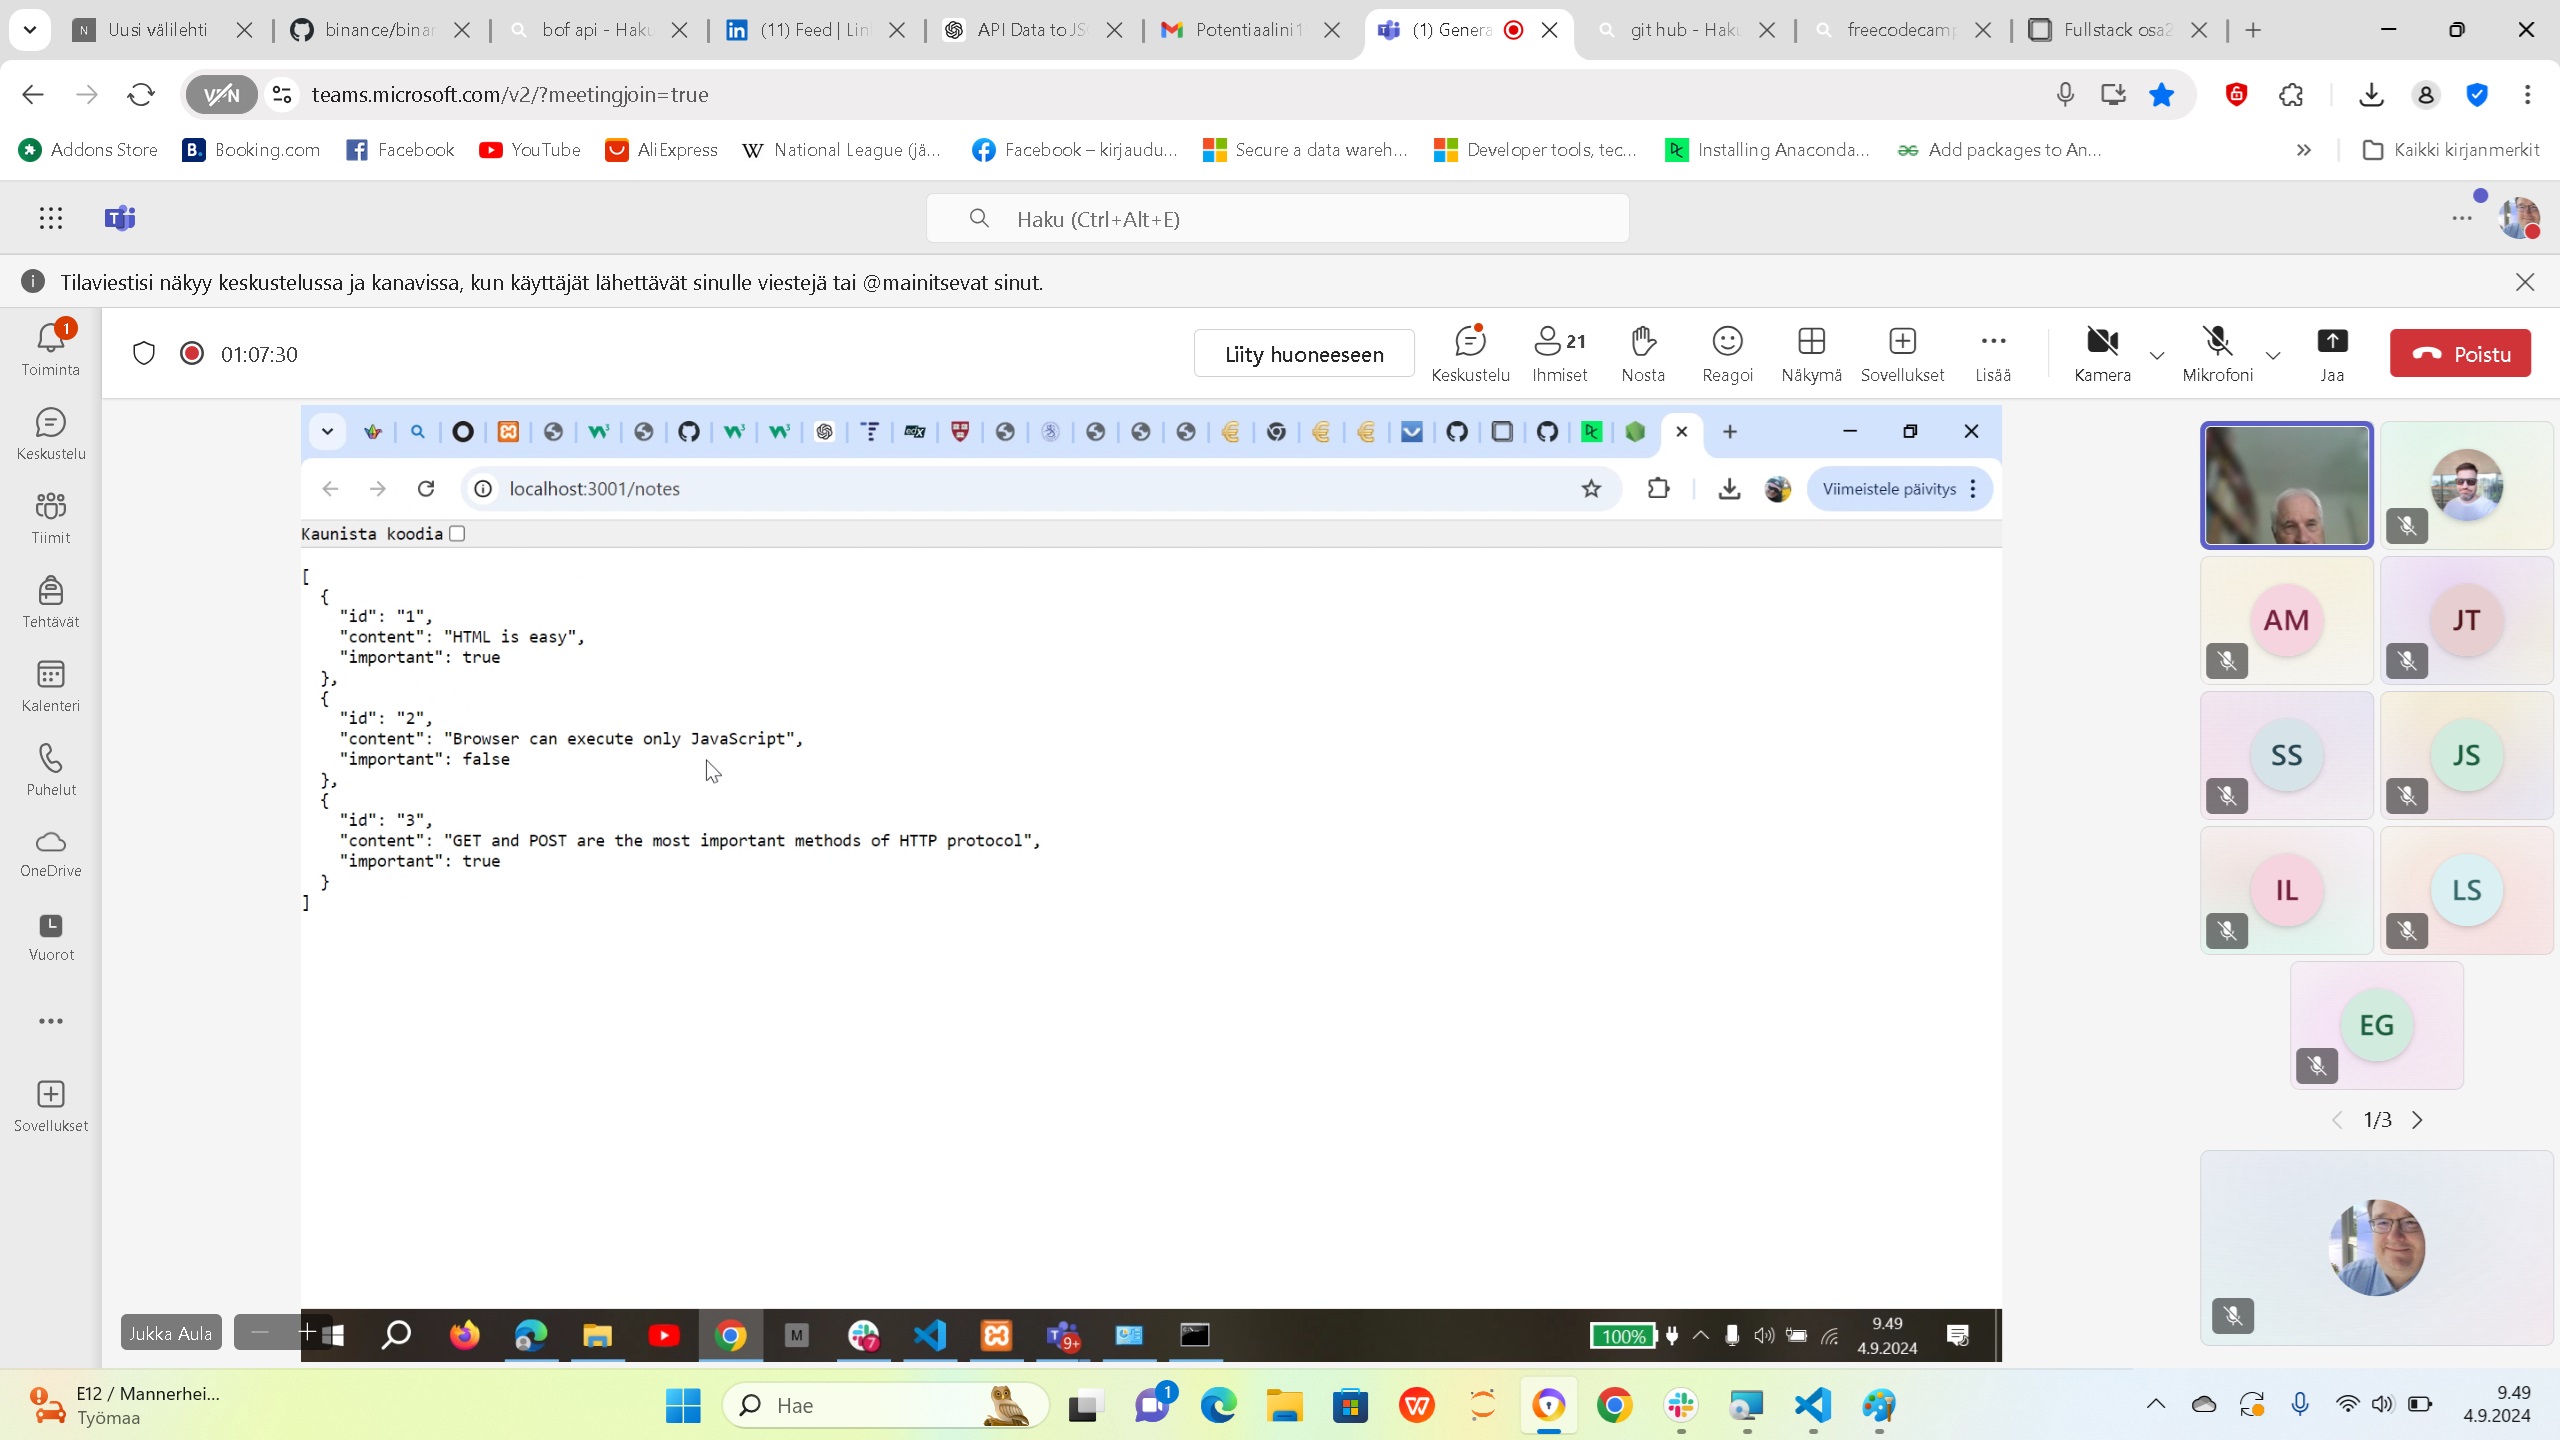 Uusi välilehti
binance/binar
bof api - Haku
(11) Feed | Lin
API Data to JSO
Potentiaalini1
(1) Genera
git hub - Haku
freecodecamp
Fullstack osa2
VPN
teams.microsoft.com/v2/?meetingjoin=true
Addons Store
Booking.com
Facebook
YouTube
AliExpress
National League (jä...
Facebook – kirjaudu...
Secure a data wareh...
Developer tools, tec...
Installing Anaconda...
Add packages to An...
Kaikki kirjanmerkit
Haku (Ctrl+Alt+E)
Tilaviestisi näkyy keskustelussa ja kanavissa, kun käyttäjät lähettävät sinulle viestejä tai @mainitsevat sinut.
1
Toiminta
Keskustelu
Tiimit
Tehtävät
Kalenteri
Puhelut
OneDrive
Vuorot
Sovellukset
01:07:30
Liity huoneeseen
Keskustelu
21
Ihmiset
Nosta
Reagoi
Näkymä
Sovellukset
Lisää
Kamera
Mikrofoni
Jaa
Poistu
localhost:3001/notes
Viimeistele päivitys
Kaunista koodia
[
{
"id": "1",
"content": "HTML is easy",
"important": true
},
{
"id": "2",
"content": "Browser can execute only JavaScript",
"important": false
},
{
"id": "3",
"content": "GET and POST are the most important methods of HTTP protocol",
"important": true
}
]
AM
JT
SS
JS
IL
LS
EG
1/3
Jukka Aula
M
7
9+
100%
9.49
4.9.2024
E12 / Mannerhei...
Työmaa
Hae
1
9.49
4.9.2024